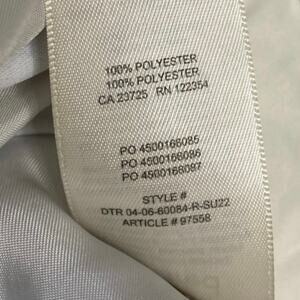 100% POLYESTER
100% POLYESTER
CA 23725 RN 122354
PO 4500166085
PO 4500166086
PO 4500166087
STYLE #
DTR 04-06-60084-R-SU22
ARTICLE # 97558